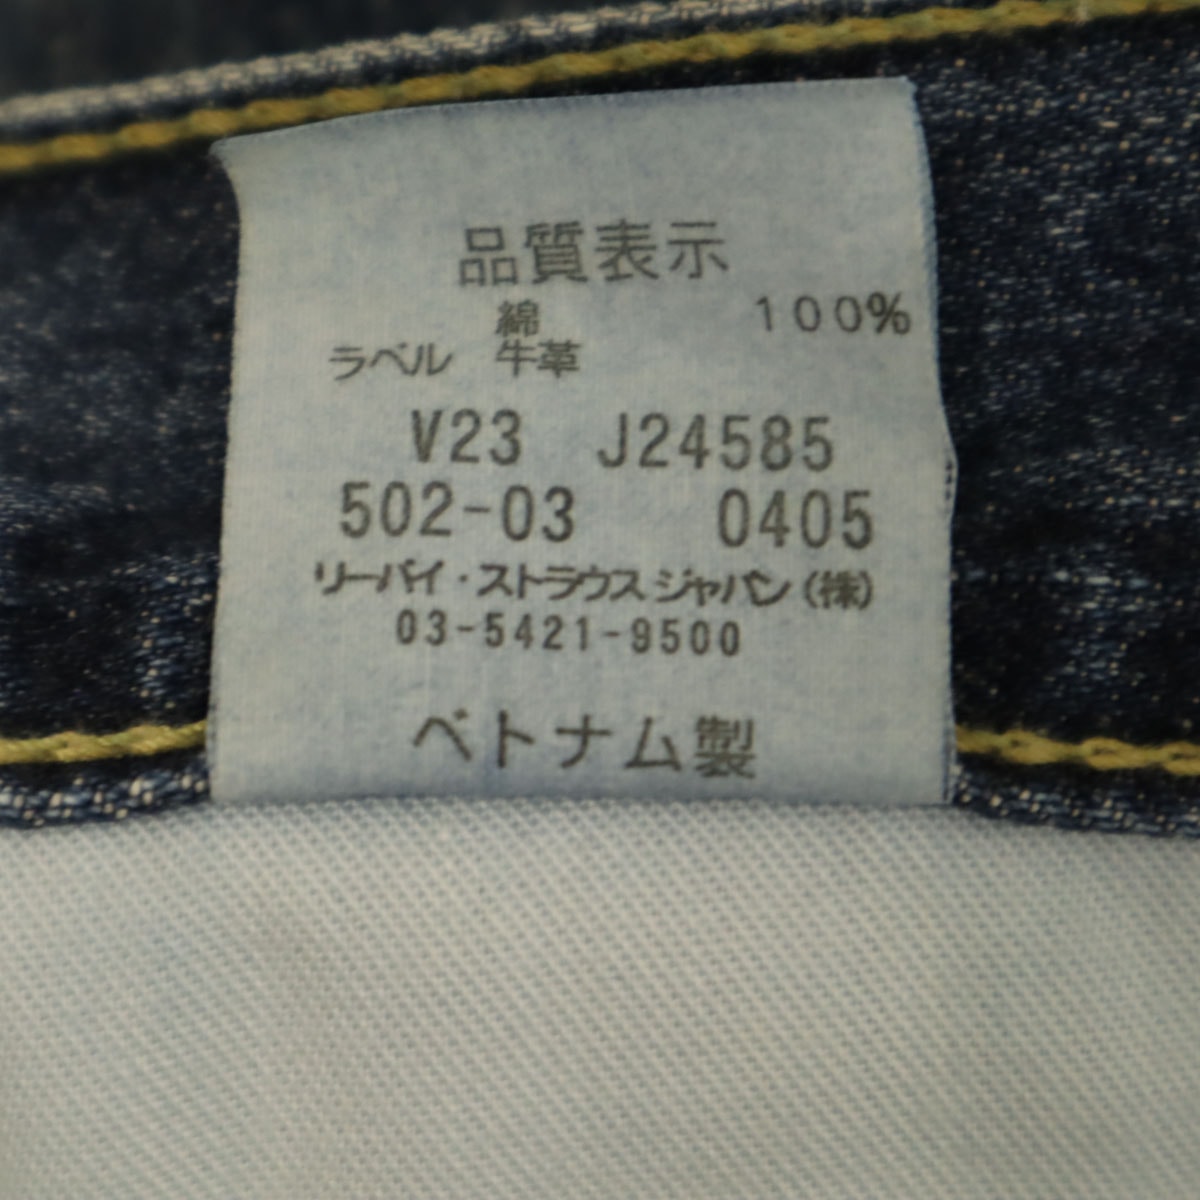 品質表示
綿 100%
ラベル 牛革
V23 J24585
502-03 0405
リーバイ・ストラウスジャパン(株)
03-5421-9500
ベトナム製